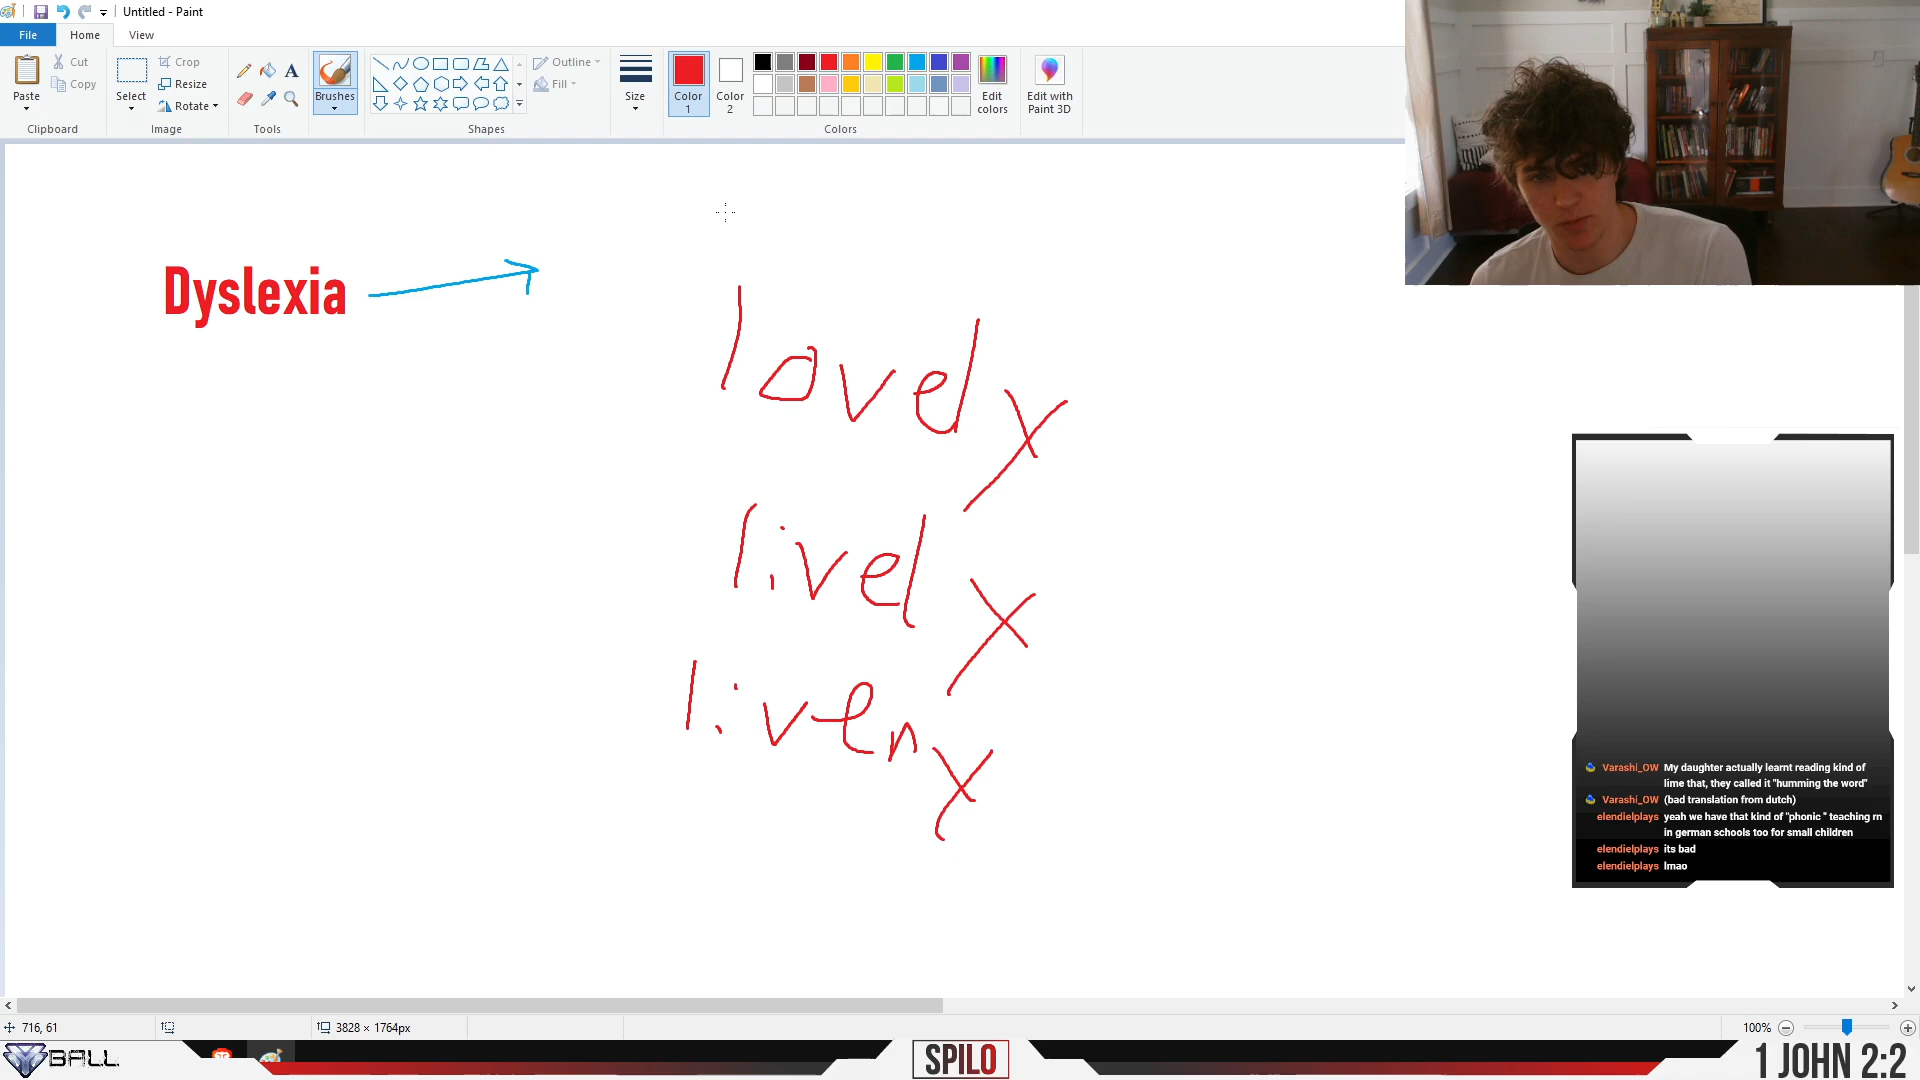 Untitled - Paint
File Home View
Paste
Cut
Copy
Clipboard
Select
Crop
Resize
Rotate
Image
Tools
Brushes
Shapes
Outline
Fill
Size
Color 1
Color 2
Colors
Edit colors
Edit with Paint 3D
Dyslexia
lovely
lively
liveny
Varashi_OW My daughter actually learnt reading kind of
lime that, they called it "humming the word"
Varashi_OW (bad translation from dutch)
elendielplays yeah we have that kind of "phonic " teaching rn
in german schools too for small children
elendielplays its bad
elendielplays lmao
716, 61
3828 × 1764px
100%
BALL
SPILO
1 JOHN 2:2